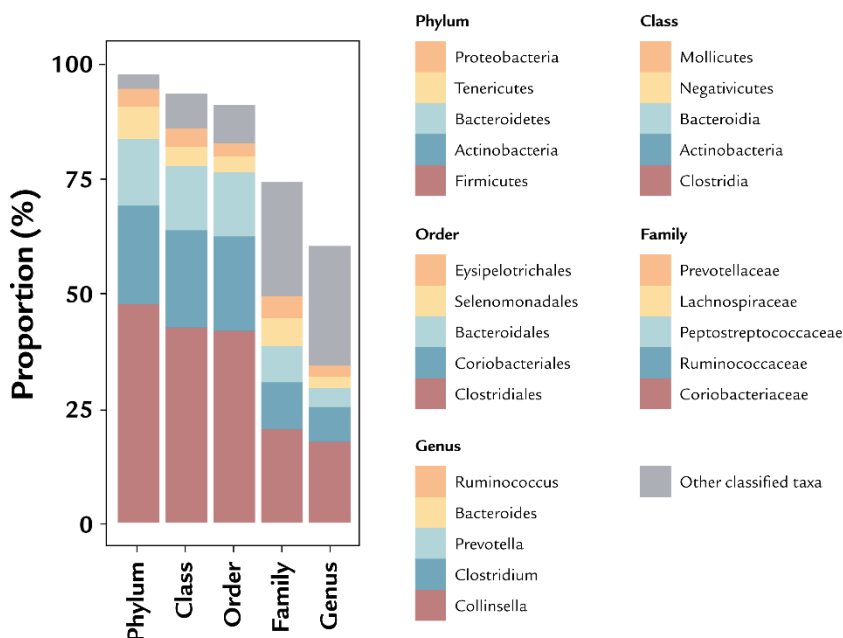 Proportion (%)
100
75
50
25
0
Phylum
Class
Order
Family
Genus
Phylum
Proteobacteria
Tenericutes
Bacteroidetes
Actinobacteria
Firmicutes
Class
Mollicutes
Negativicutes
Bacteroidia
Actinobacteria
Clostridia
Order
Eysipelotrichales
Selenomonadales
Bacteroidales
Coriobacteriales
Clostridiales
Family
Prevotellaceae
Lachnospiraceae
Peptostreptococcaceae
Ruminococcaceae
Coriobacteriaceae
Genus
Ruminococcus
Bacteroides
Prevotella
Clostridium
Collinsella
Other classified taxa